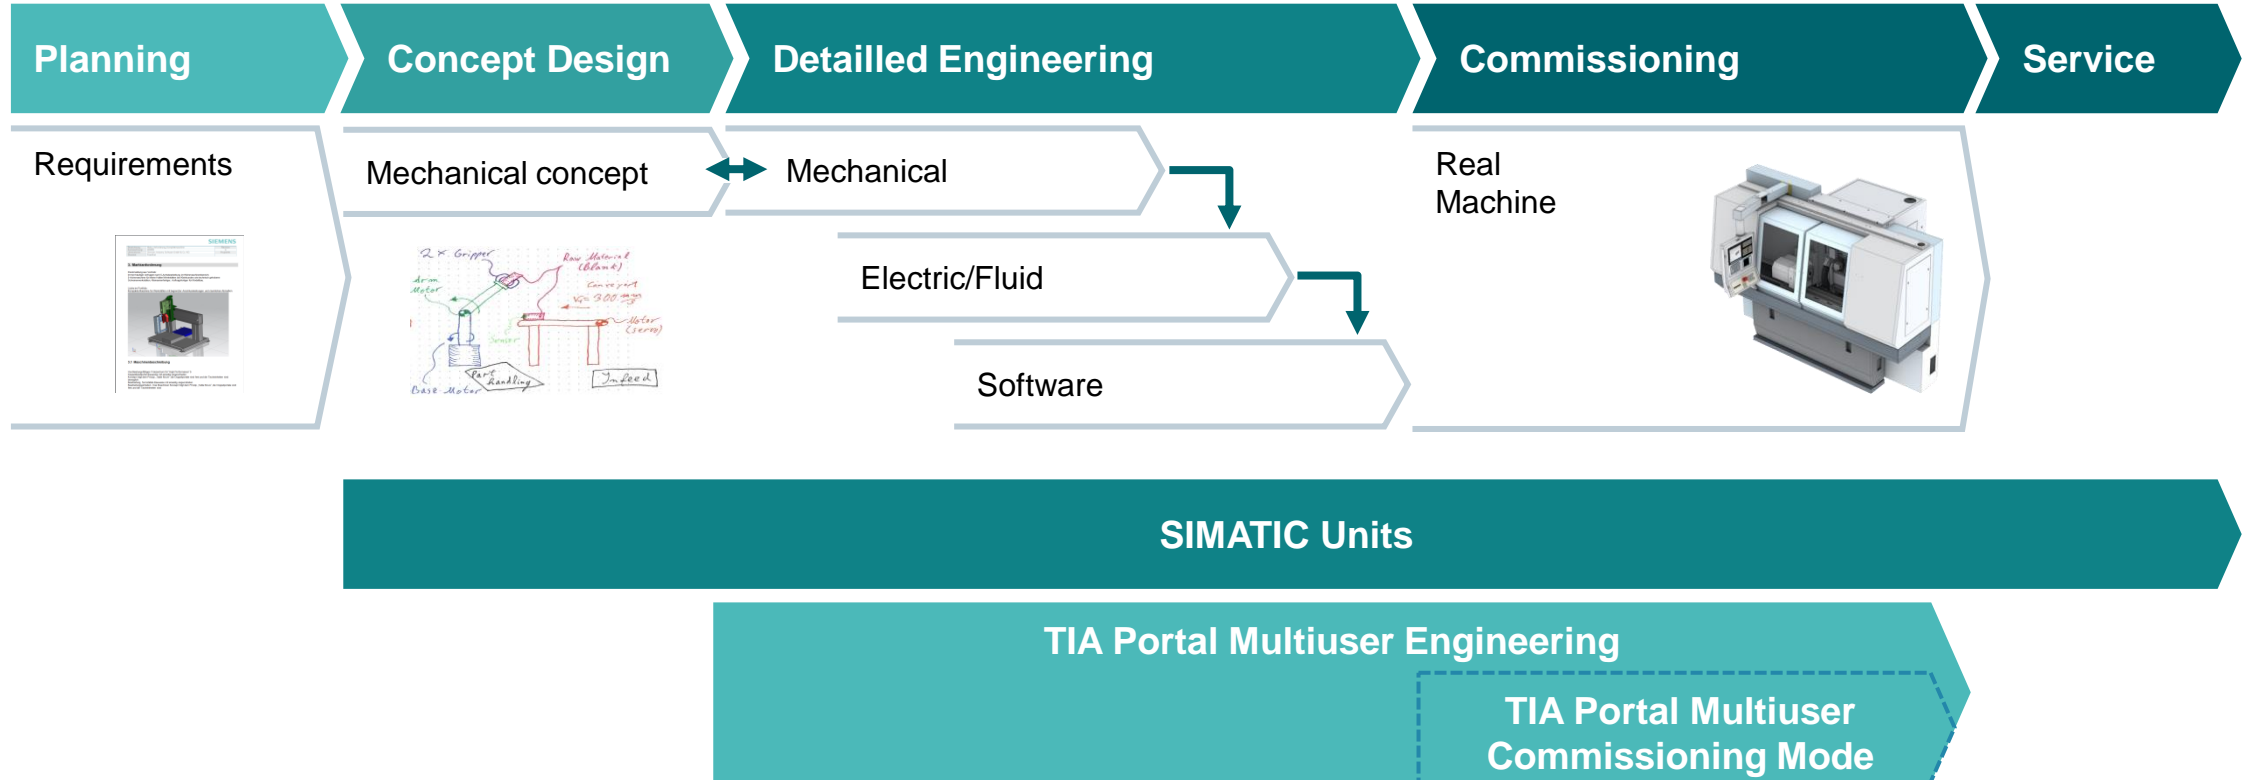 Planning
Concept Design
Detailled Engineering
Commissioning
Service
Requirements
Mechanical concept
Mechanical
Electric/Fluid
Software
Real
Machine
SIEMENS
2 x Gripper
Raw Material
(Blank)
Arm
Motor
Conveyor
Motor
(servo)
Sensor
Part
handling
Infeed
Base Motor
SIMATIC Units
TIA Portal Multiuser Engineering
TIA Portal Multiuser
Commissioning Mode